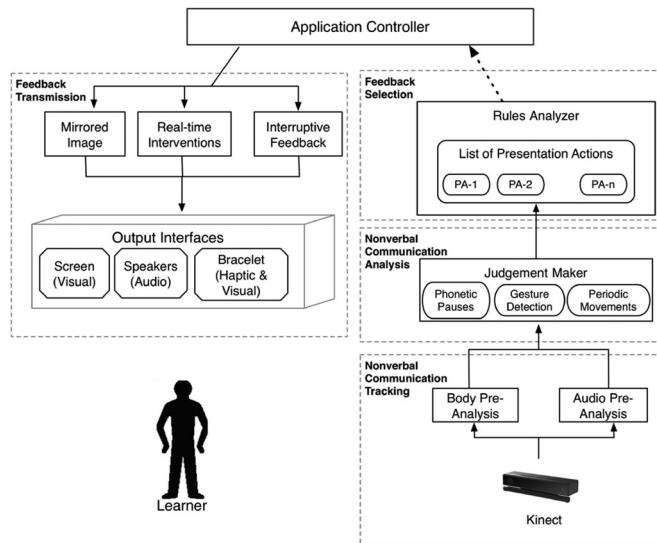 Application Controller
Feedback
Transmission
Mirrored
Image
Real-time
Interventions
Interruptive
Feedback
Output Interfaces
Screen
(Visual)
Speakers
(Audio)
Bracelet
(Haptic &
Visual)
Learner
Feedback
Selection
Rules Analyzer
List of Presentation Actions
PA-1
PA-2
PA-n
Nonverbal Communication
Analysis
Judgement Maker
Phonetic
Pauses
Gesture
Detection
Periodic
Movements
Nonverbal
Communication
Tracking
Body Pre-
Analysis
Audio Pre-
Analysis
Kinect